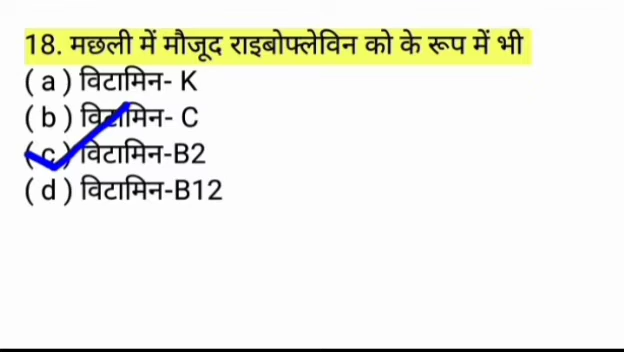 18. मछली में मौजूद राइबोफ्लेविन को के रूप में भी
( a ) विटामिन- K
( b ) विटामिन- C
( c ) विटामिन-B2
( d ) विटामिन-B12